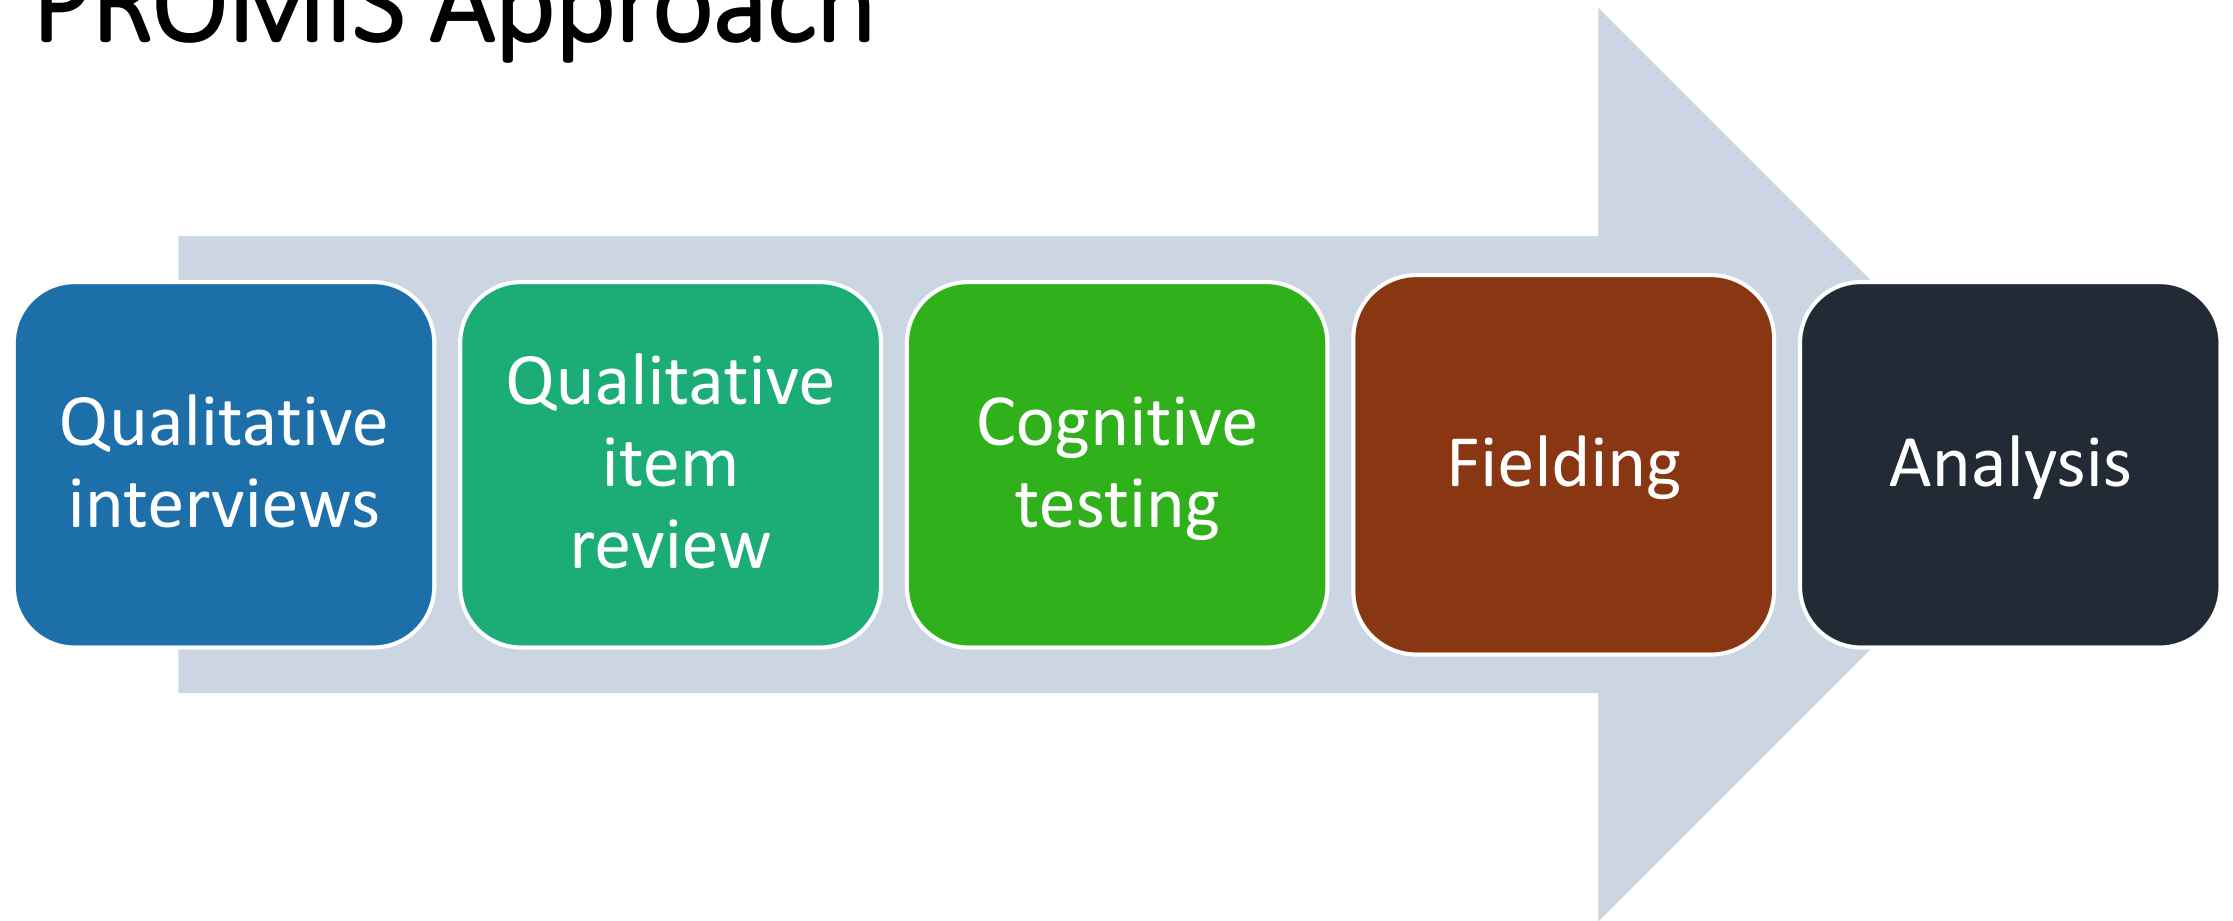 PROMIS Approach
Qualitative
interviews
Qualitative
item
review
Cognitive
testing
Fielding
Analysis